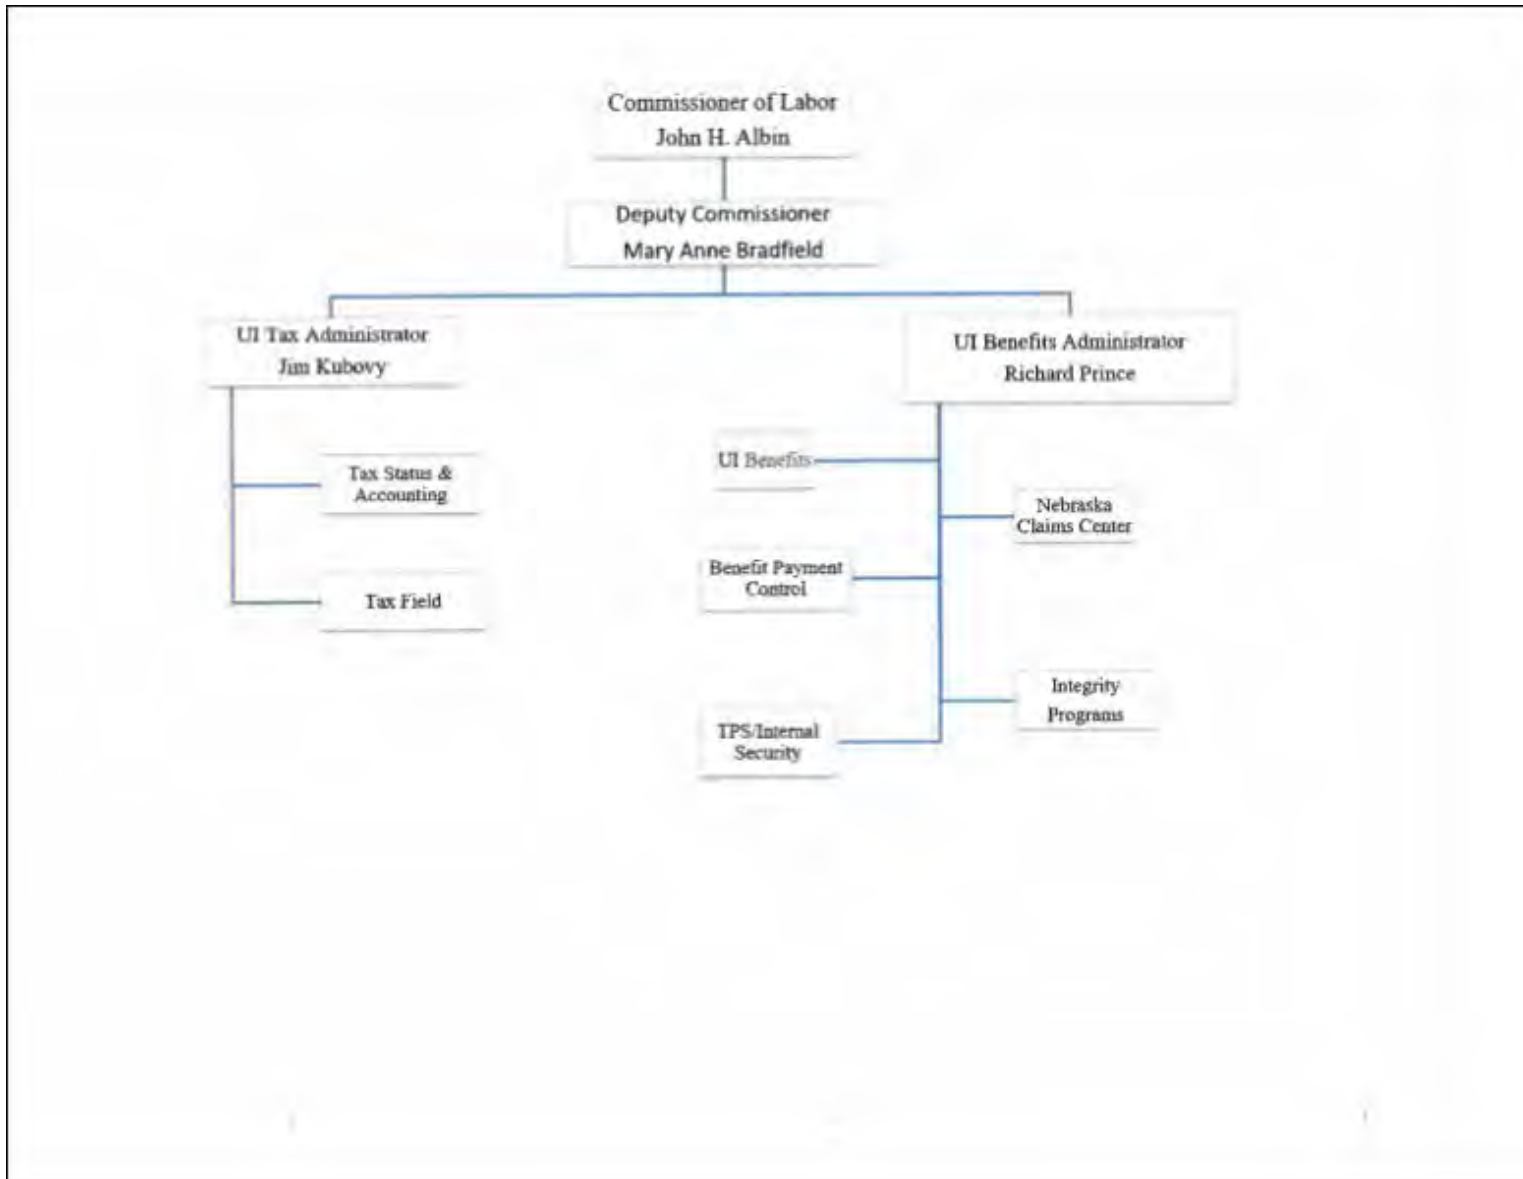 Commissioner of Labor
John H. Albin
Deputy Commissioner
Mary Anne Bradfield
UI Tax Administrator
Jim Kubovy
UI Benefits Administrator
Richard Prince
Tax Status &
Accounting
Tax Field
UI Benefits
Nebraska
Claims Center
Benefit Payment
Control
Integrity
Programs
TPS/Internal
Security